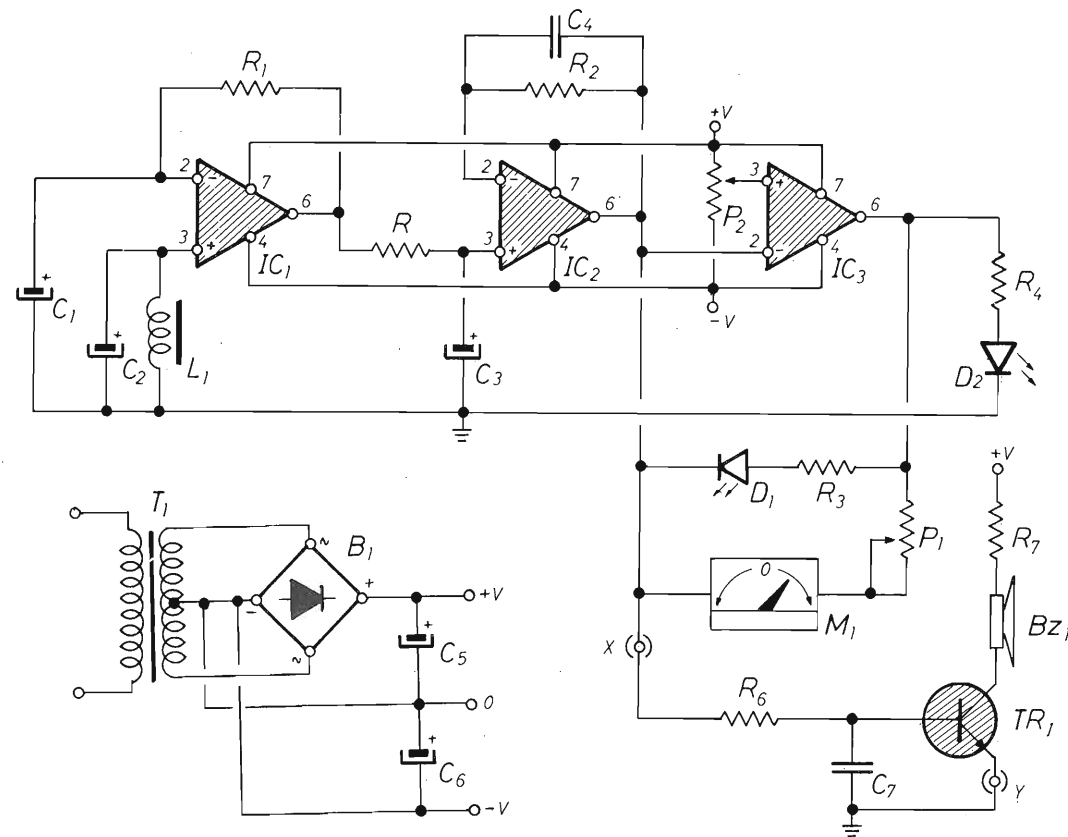 C4
R1
R2
+V
2 - 7 6 3 + 4 IC1
2 - 7 6 3 + 4 IC2
3 + 7 6 2 - 4 IC3
R
P2
-V
R4
+ C1
+ C2
L1
+ C3
D2
T1
~ B1
+ +V
- ~
+ C5
0
+ C6
-V
D1
R3
P1
+V
R7
0
M1
Bz1
X
R6
TR1
C7
Y